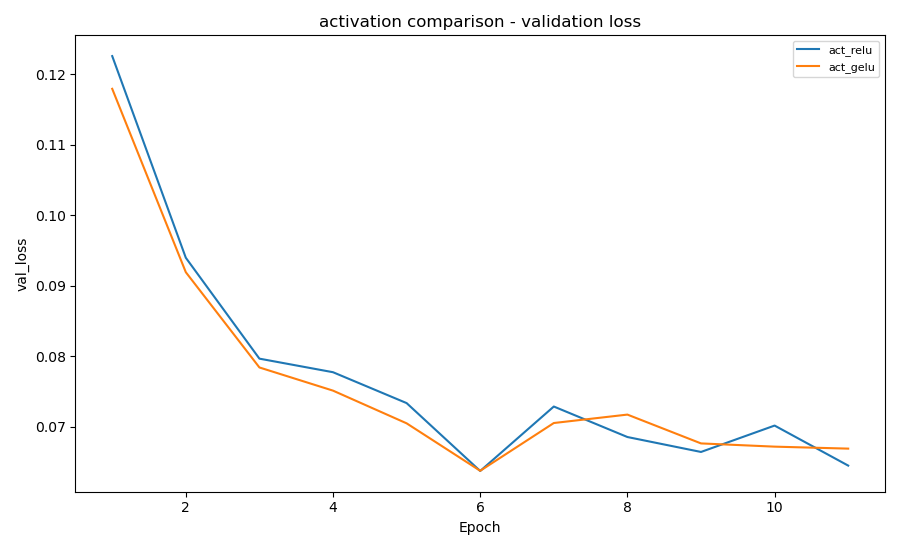 activation comparison - validation loss
act_relu
act_gelu
0.12
0.11
0.10
0.09
0.08
0.07
val_loss
2
4
6
8
10
Epoch